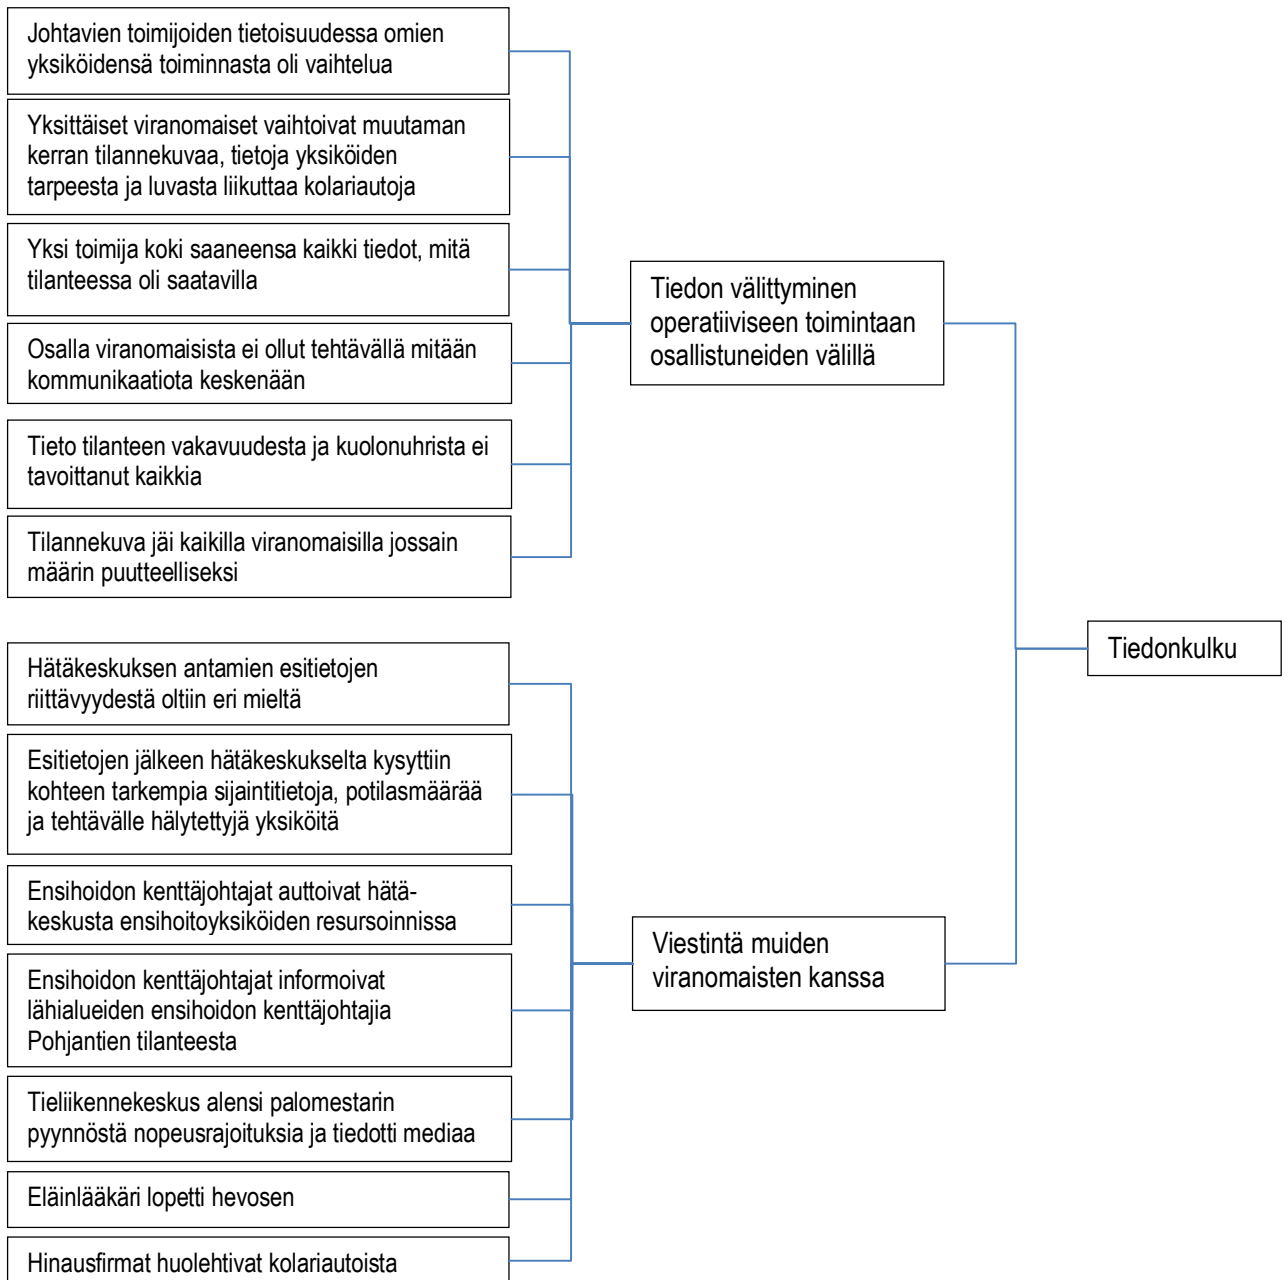 Johtavien toimijoiden tietoisuudessa omien
yksiköidensä toiminnasta oli vaihtelua
Yksittäiset viranomaiset vaihtoivat muutaman
kerran tilannekuvaa, tietoja yksiköiden
tarpeesta ja luvasta liikuttaa kolariautoja
Yksi toimija koki saaneensa kaikki tiedot, mitä
tilanteessa oli saatavilla
Osalla viranomaisista ei ollut tehtävällä mitään
kommunikaatiota keskenään
Tieto tilanteen vakavuudesta ja kuolonuhrista ei
tavoittanut kaikkia
Tilannekuva jäi kaikilla viranomaisilla jossain
määrin puutteelliseksi
Tiedon välittyminen
operatiiviseen toimintaan
osallistuneiden välillä
Hätäkeskuksen antamien esitietojen
riittävyydestä oltiin eri mieltä
Esitietojen jälkeen hätäkeskukselta kysyttiin
kohteen tarkempia sijaintitietoja, potilasmäärää
ja tehtävälle hälytettyjä yksiköitä
Ensihoidon kenttäjohtajat auttoivat hätä-
keskusta ensihoitoyksiköiden resursoinnissa
Ensihoidon kenttäjohtajat informoivat
lähialueiden ensihoidon kenttäjohtajia
Pohjantien tilanteesta
Tieliikennekeskus alensi palomestarin
pyynnöstä nopeusrajoituksia ja tiedotti mediaa
Eläinlääkäri lopetti hevosen
Hinausfirmat huolehtivat kolariautoista
Viestintä muiden
viranomaisten kanssa
Tiedonkulku